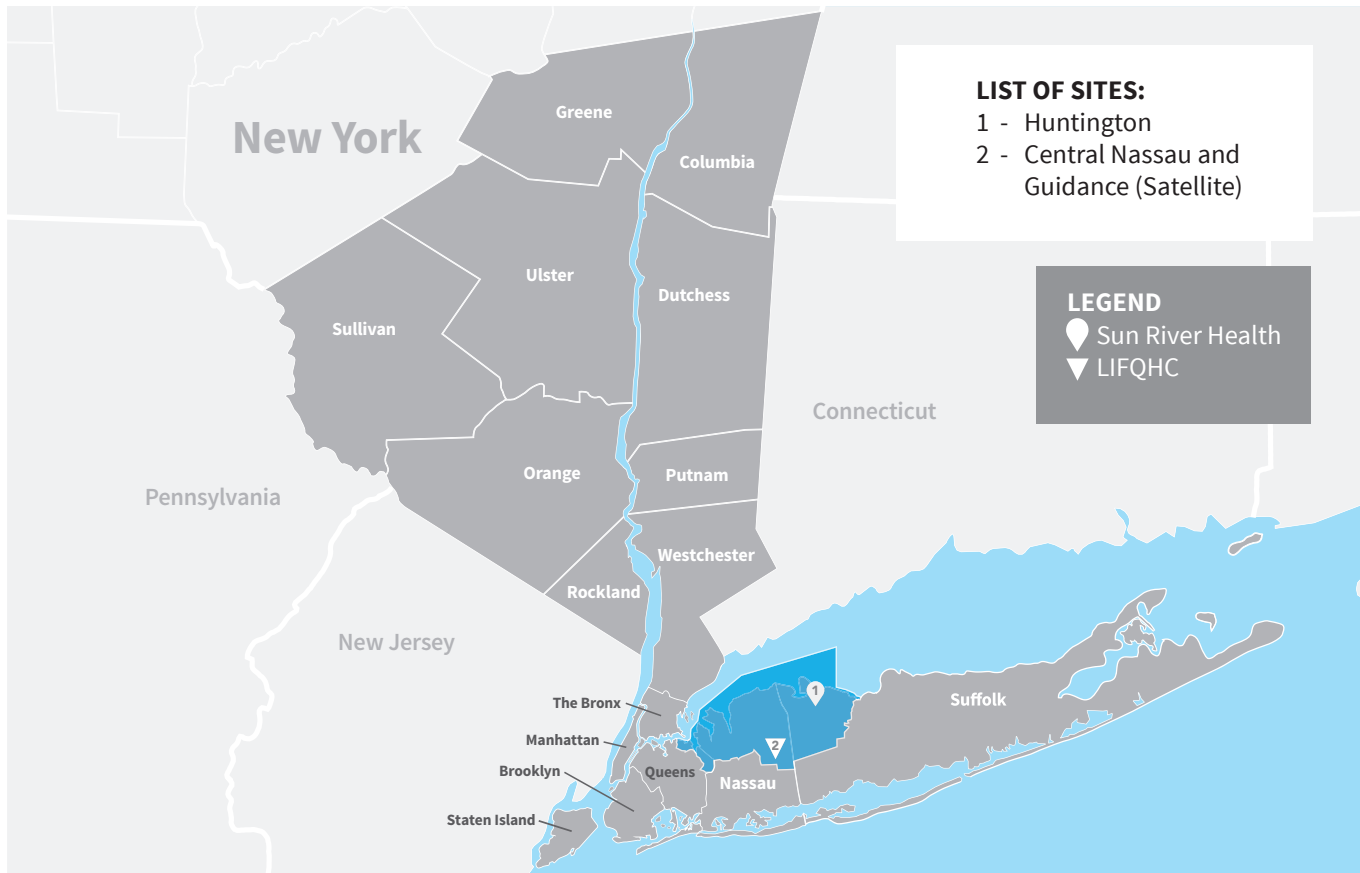 New York
Greene
Columbia
Ulster
Sullivan
Dutchess
Orange
Putnam
Westchester
Rockland
Pennsylvania
New Jersey
Connecticut
The Bronx
Manhattan
Brooklyn
Staten Island
Queens
Nassau
Suffolk
1
2
LIST OF SITES:
1 - Huntington
2 - Central Nassau and
Guidance (Satellite)
LEGEND
Sun River Health
LIFQHC